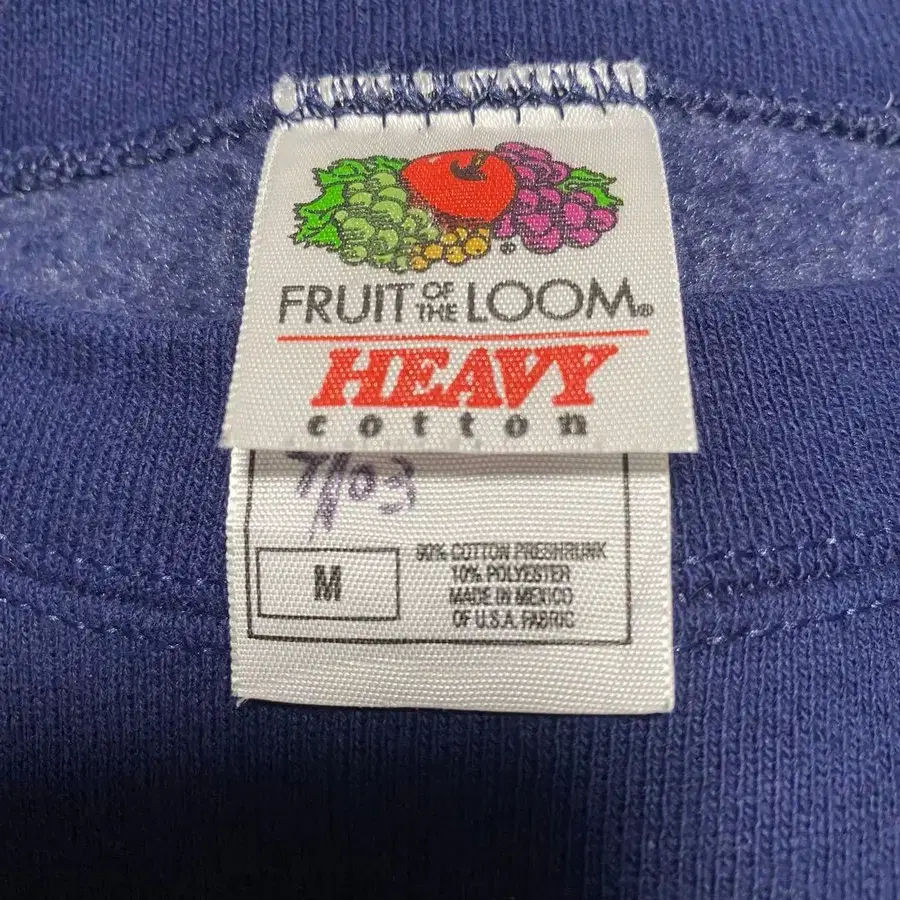 FRUIT OF THE LOOM®
HEAVY
cotton
7/03
M
90% COTTON PRESHRUNK
10% POLYESTER
MADE IN MEXICO
OF U.S.A. FABRIC